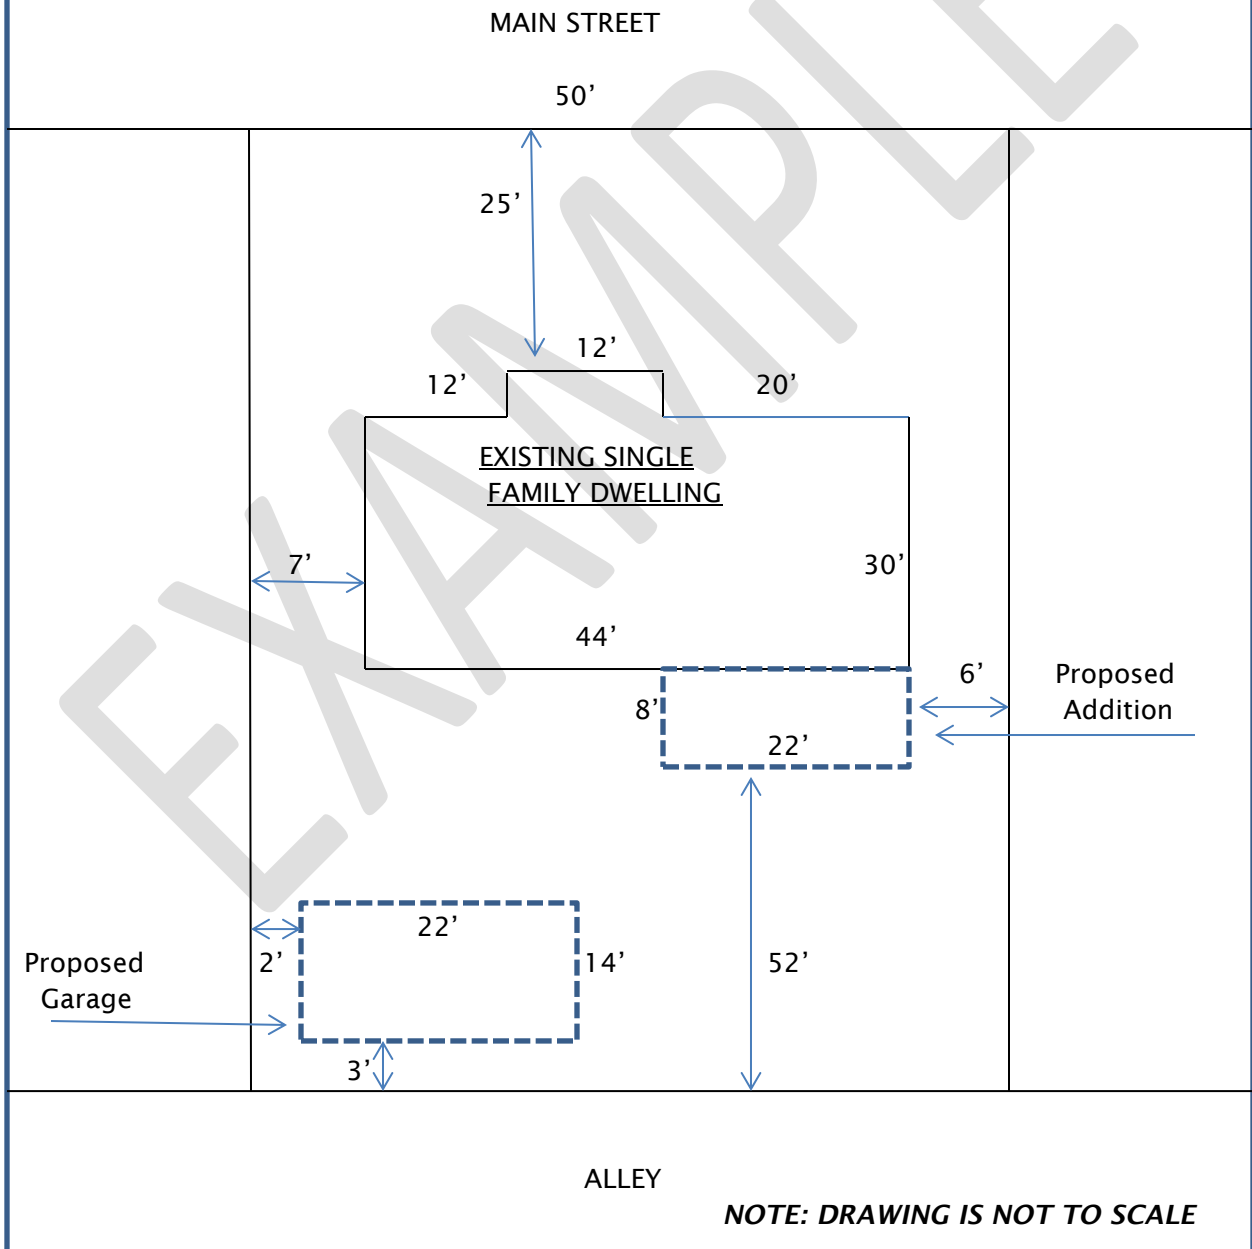 MAIN STREET
50’
25’
12’
12’
20’
EXISTING SINGLE
FAMILY DWELLING
7’
30’
44’
6’
Proposed
Addition
8’
22’
22’
2’
14’
52’
Proposed
Garage
3’
ALLEY
NOTE: DRAWING IS NOT TO SCALE
EXAMPLE